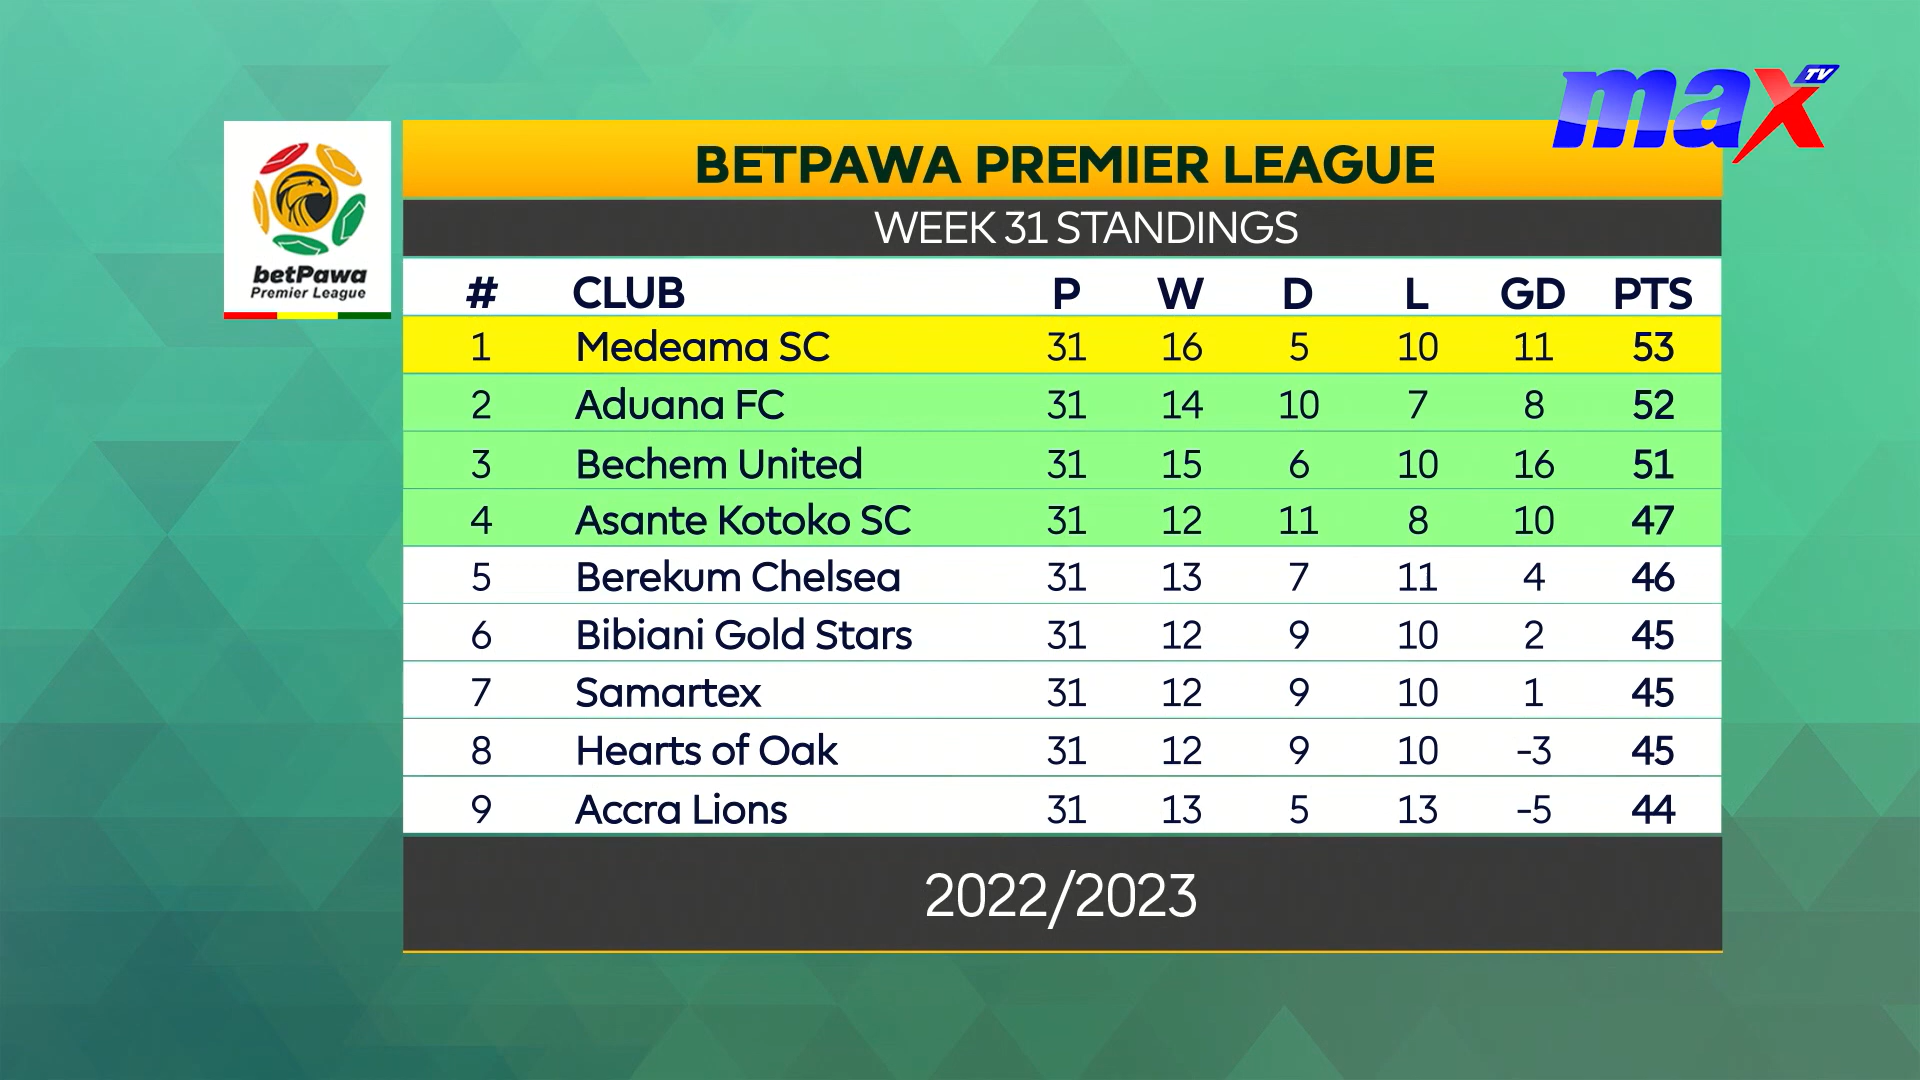 max TV
BETPAWA PREMIER LEAGUE
betPawa
Premier League
WEEK 31 STANDINGS
# CLUB P W D L GD PTS
1 Medeama SC 31 16 5 10 11 53
2 Aduana FC 31 14 10 7 8 52
3 Bechem United 31 15 6 10 16 51
4 Asante Kotoko SC 31 12 11 8 10 47
5 Berekum Chelsea 31 13 7 11 4 46
6 Bibiani Gold Stars 31 12 9 10 2 45
7 Samartex 31 12 9 10 1 45
8 Hearts of Oak 31 12 9 10 -3 45
9 Accra Lions 31 13 5 13 -5 44
2022/2023